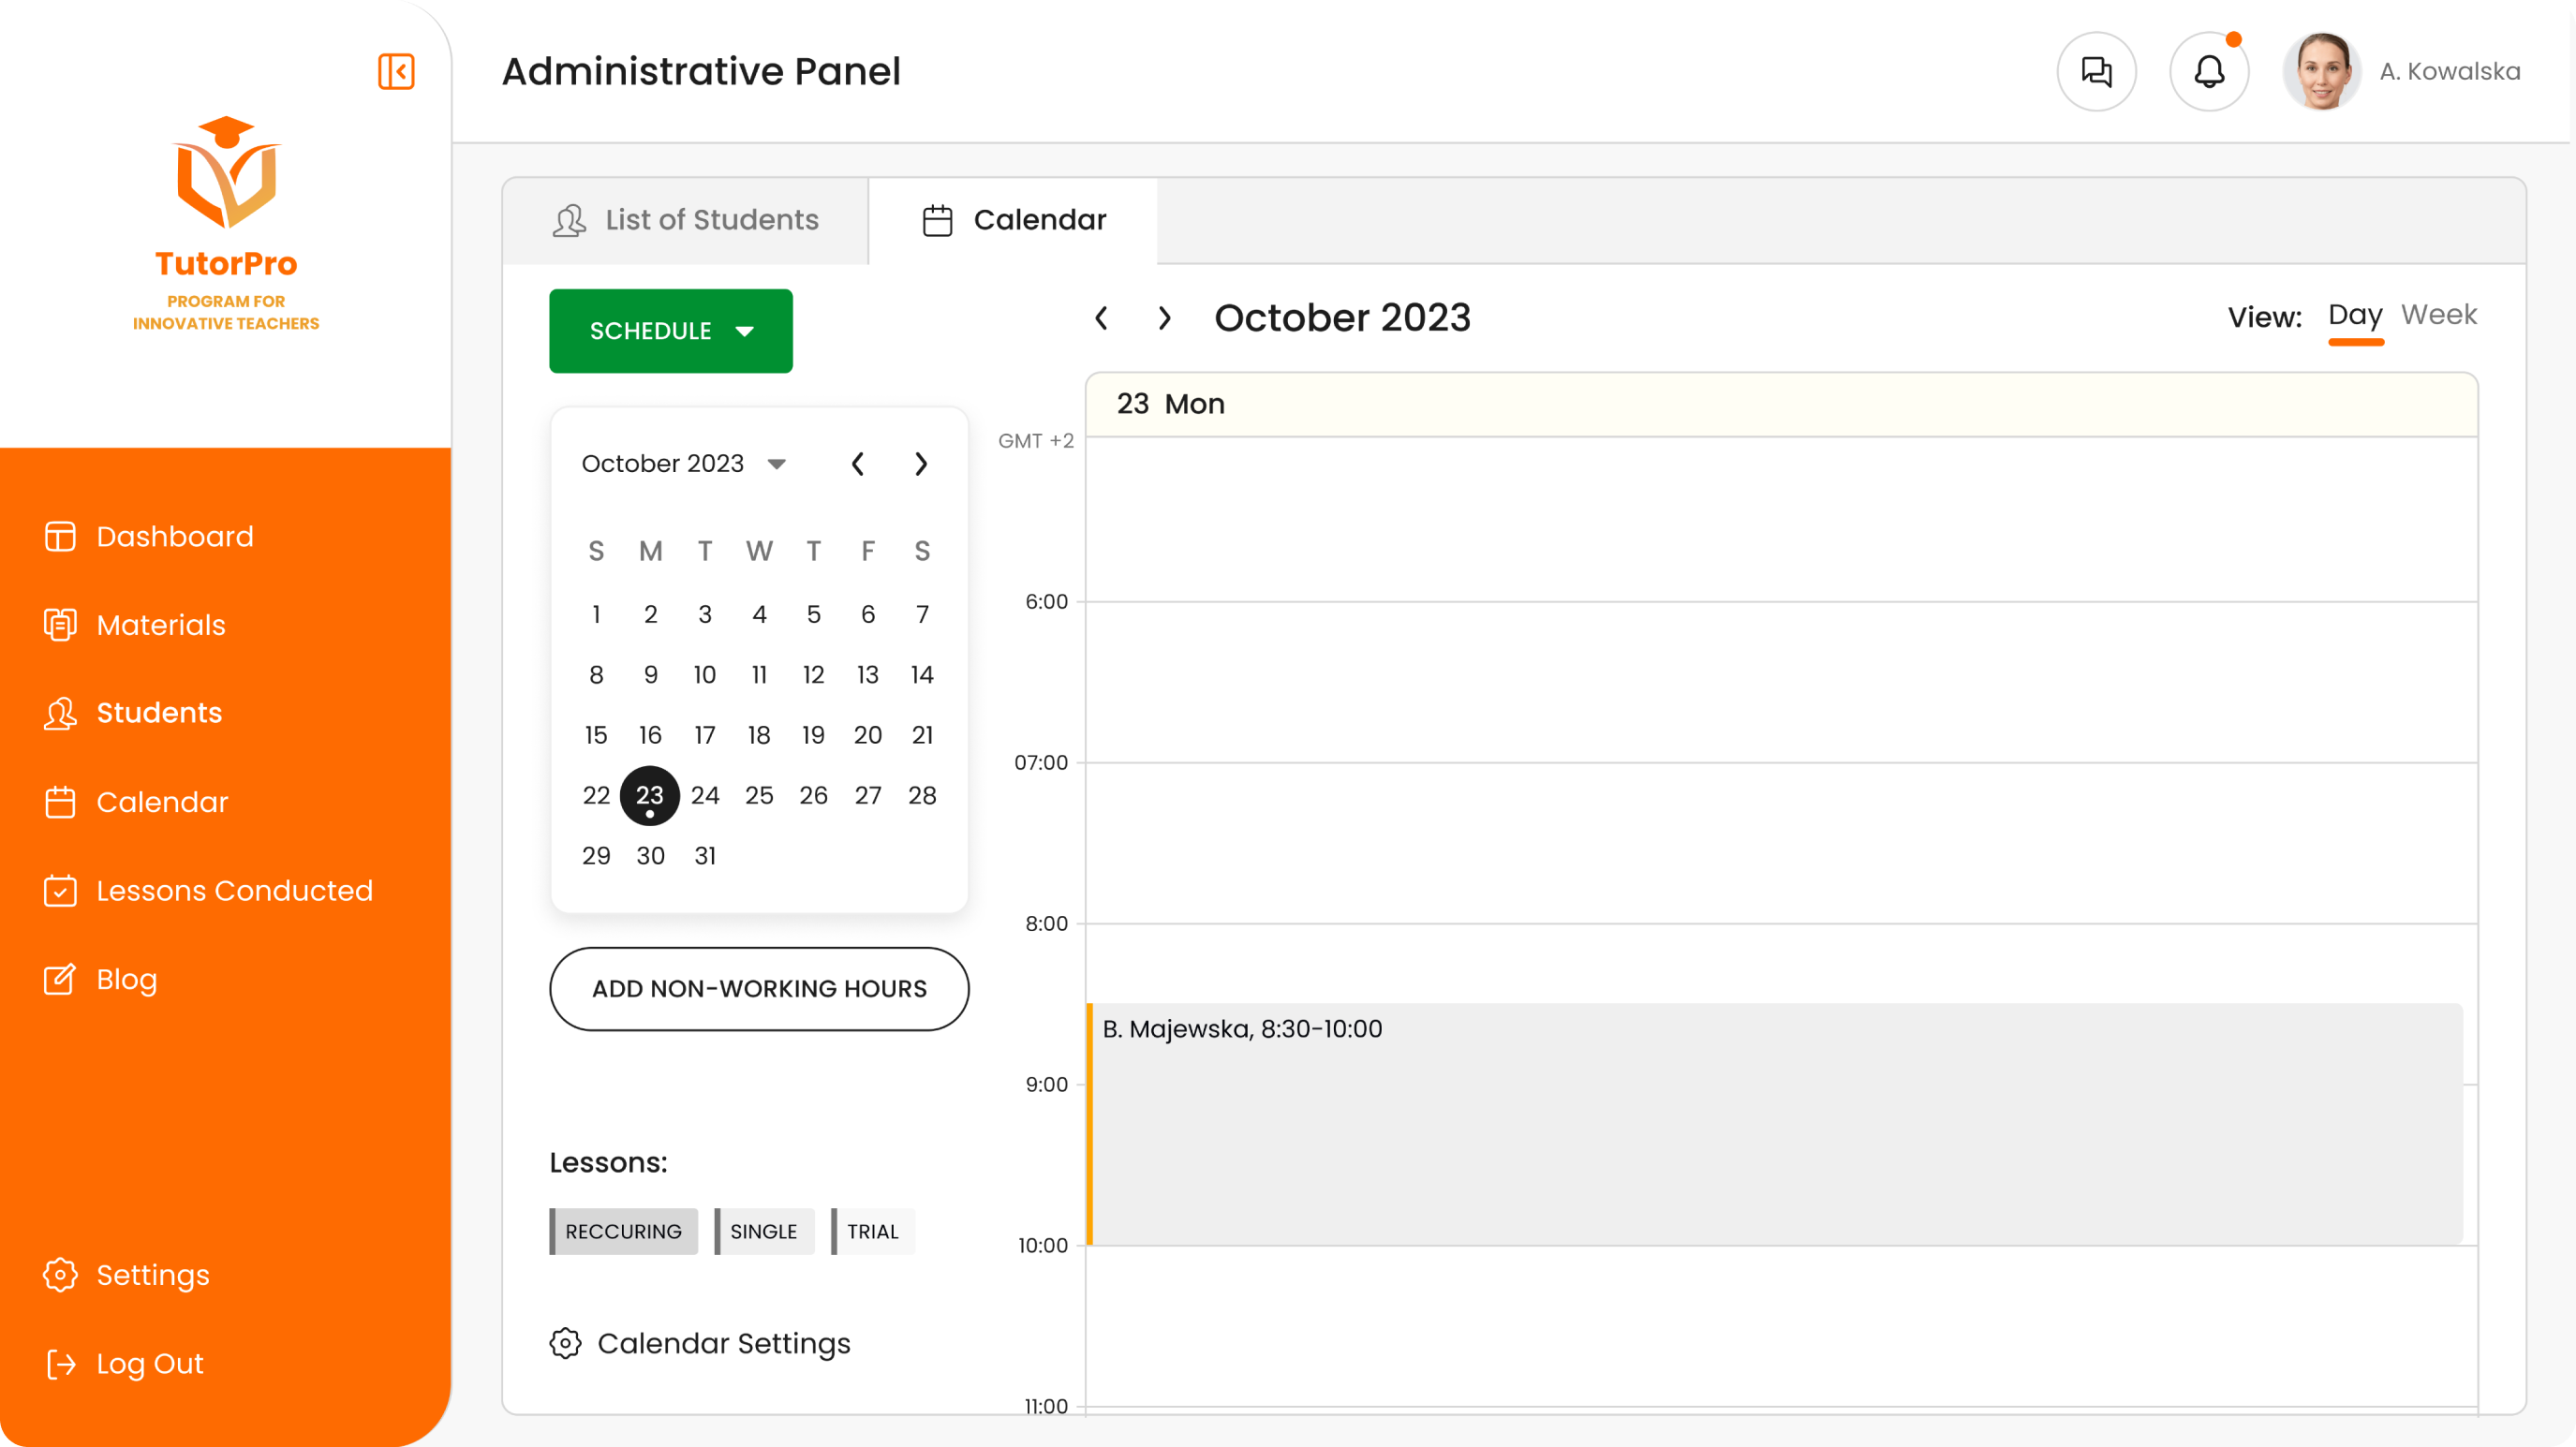 TutorPro
PROGRAM FOR
INNOVATIVE TEACHERS
Dashboard
Materials
Students
Calendar
Lessons Conducted
Blog
Settings
Log Out
Administrative Panel
A. Kowalska
List of Students
Calendar
SCHEDULE
October 2023
S M T W T F S
1 2 3 4 5 6 7
8 9 10 11 12 13 14
15 16 17 18 19 20 21
22 23 24 25 26 27 28
29 30 31
ADD NON-WORKING HOURS
Lessons:
RECCURING SINGLE TRIAL
Calendar Settings
October 2023
View: Day Week
23 Mon
GMT +2
6:00
07:00
8:00
B. Majewska, 8:30-10:00
9:00
10:00
11:00